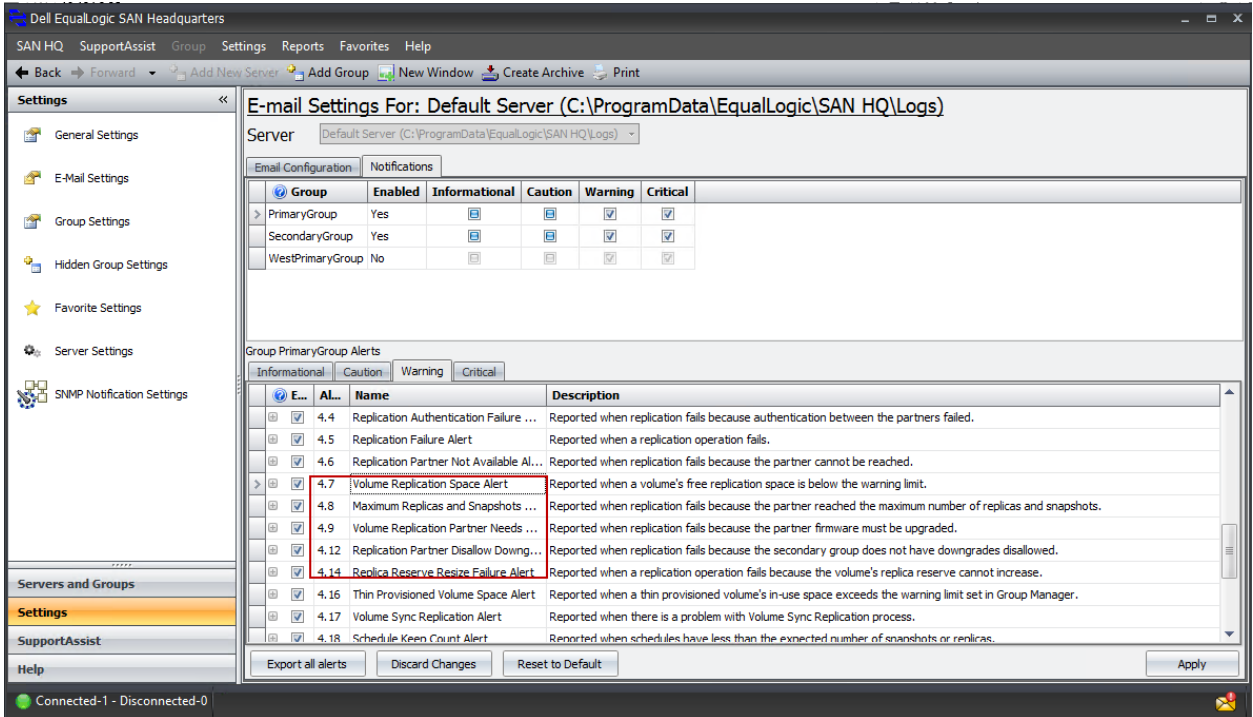 Dell EqualLogic SAN Headquarters
SAN HQ SupportAssist Group Settings Reports Favorites Help
Back Forward Add New Server Add Group New Window Create Archive Print
Settings «
General Settings
E-Mail Settings
Group Settings
Hidden Group Settings
Favorite Settings
Server Settings
SNMP Notification Settings
Servers and Groups
Settings
SupportAssist
Help
E-mail Settings For: Default Server (C:\ProgramData\EqualLogic\SAN HQ\Logs)
Server Default Server (C:\ProgramData\EqualLogic\SAN HQ\Logs)
Email Configuration Notifications
Group Enabled Informational Caution Warning Critical
PrimaryGroup Yes
SecondaryGroup Yes
WestPrimaryGroup No
Group PrimaryGroup Alerts
Informational Caution Warning Critical
E... Al... Name Description
4.4 Replication Authentication Failure ... Reported when replication fails because authentication between the partners failed.
4.5 Replication Failure Alert Reported when a replication operation fails.
4.6 Replication Partner Not Available Al... Reported when replication fails because the partner cannot be reached.
4.7 Volume Replication Space Alert Reported when a volume's free replication space is below the warning limit.
4.8 Maximum Replicas and Snapshots ... Reported when replication fails because the partner reached the maximum number of replicas and snapshots.
4.9 Volume Replication Partner Needs ... Reported when replication fails because the partner firmware must be upgraded.
4.12 Replication Partner Disallow Downg... Reported when replication fails because the secondary group does not have downgrades disallowed.
4.14 Replica Reserve Resize Failure Alert Reported when a replication operation fails because the volume's replica reserve cannot increase.
4.16 Thin Provisioned Volume Space Alert Reported when a thin provisioned volume's in-use space exceeds the warning limit set in Group Manager.
4.17 Volume Sync Replication Alert Reported when there is a problem with Volume Sync Replication process.
4.18 Schedule Keep Count Alert Reported when schedules have less than the expected number of snapshots or replicas.
Export all alerts Discard Changes Reset to Default Apply
Connected-1 - Disconnected-0